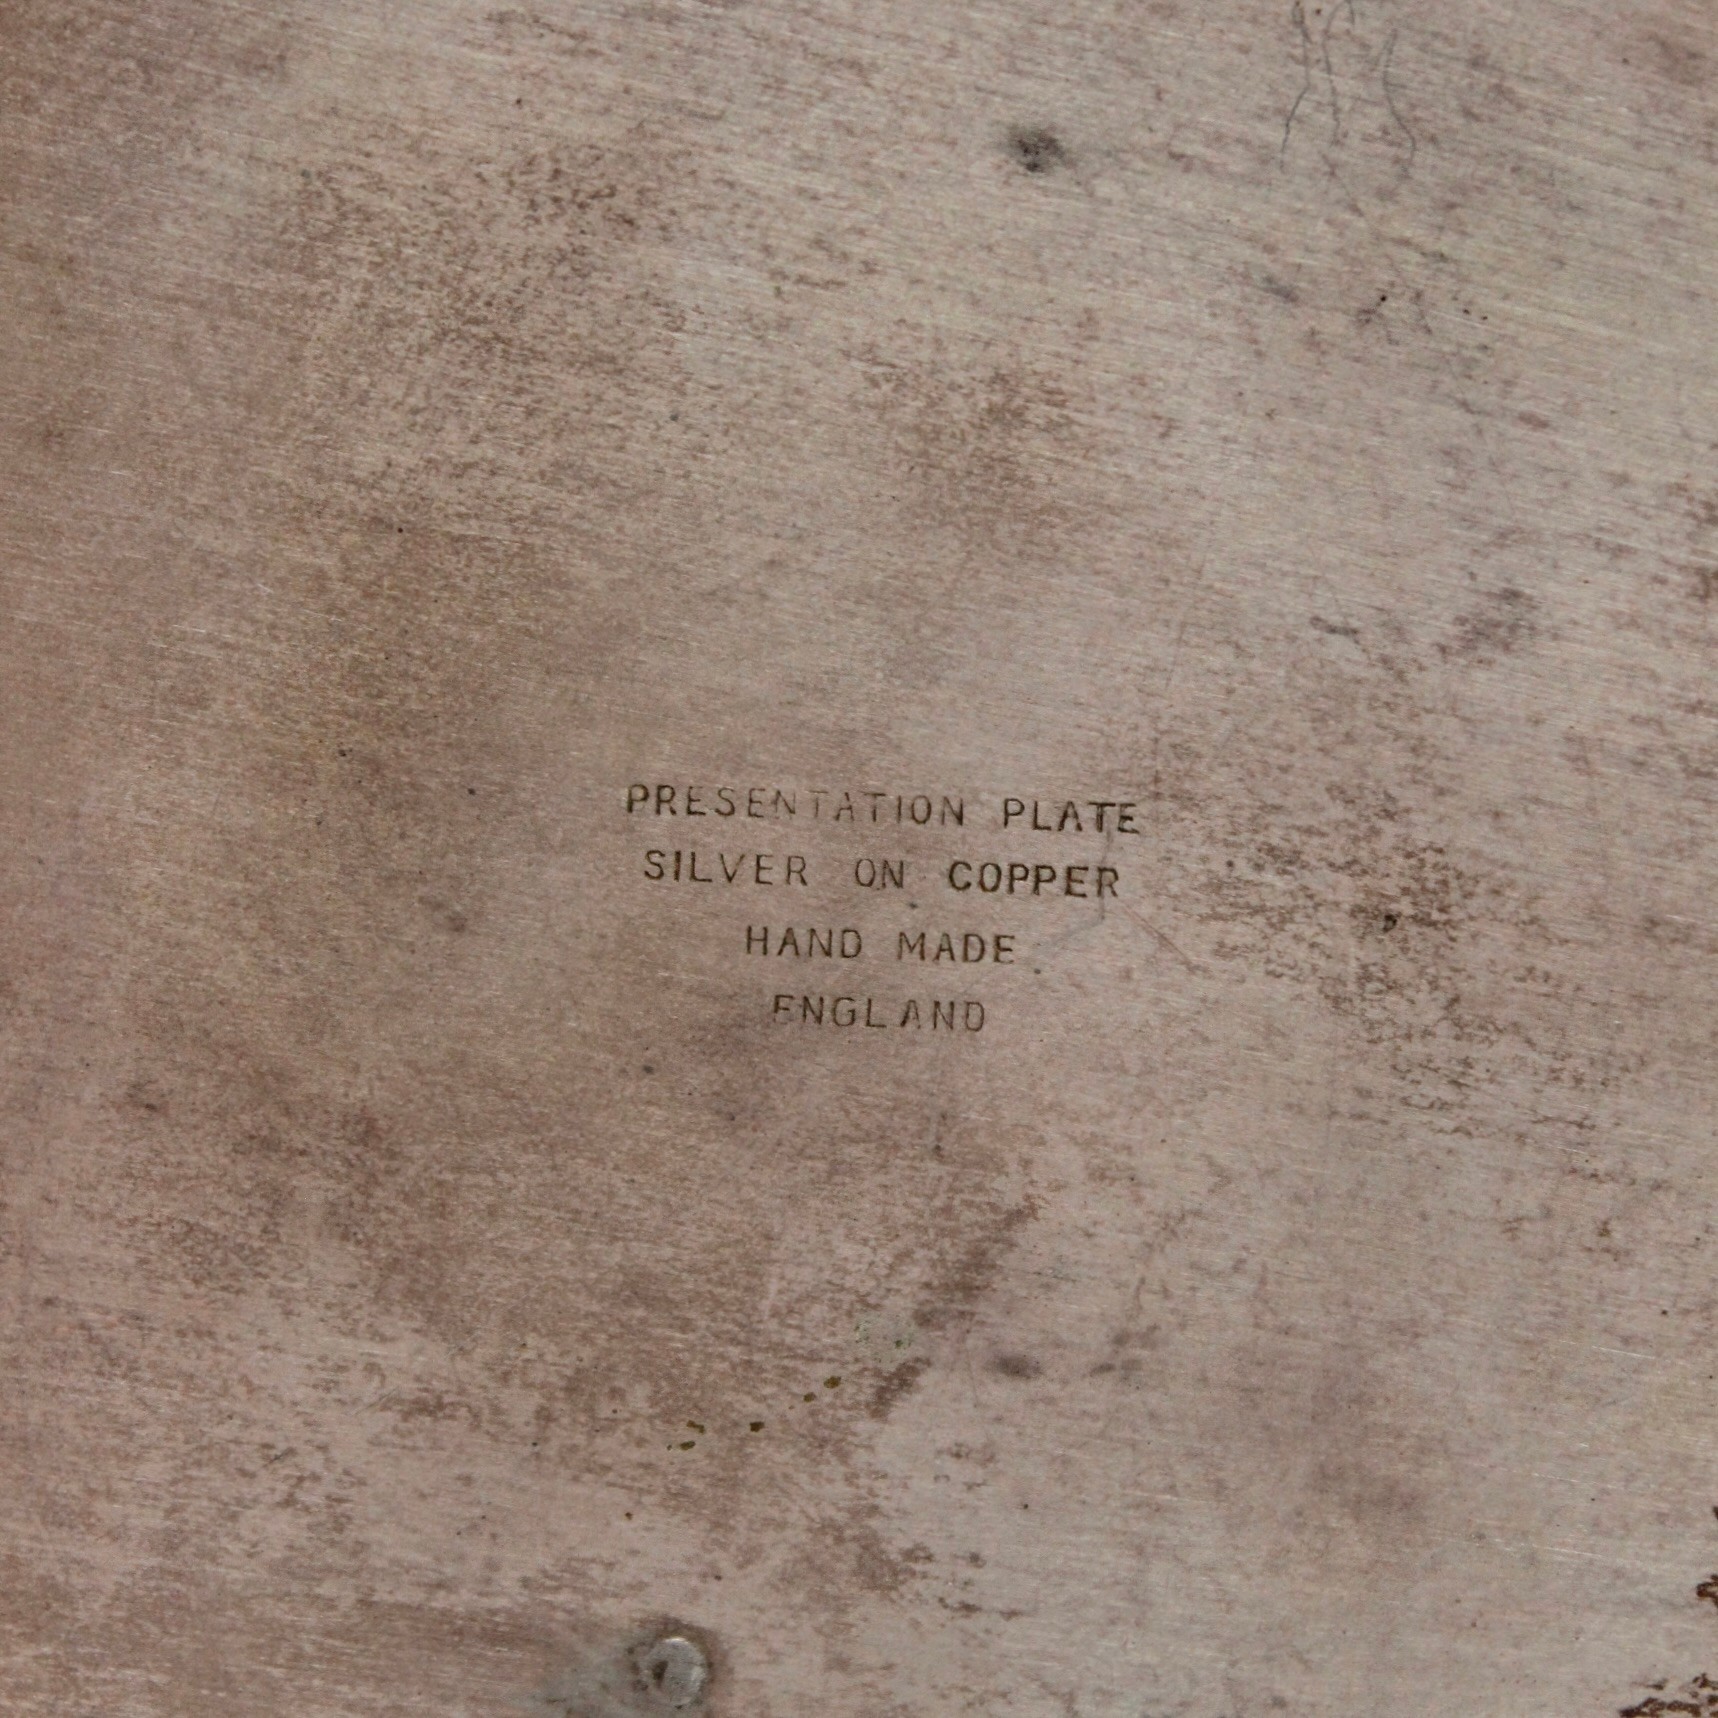 PRESENTATION PLATE
SILVER ON COPPER
HAND MADE
ENGLAND